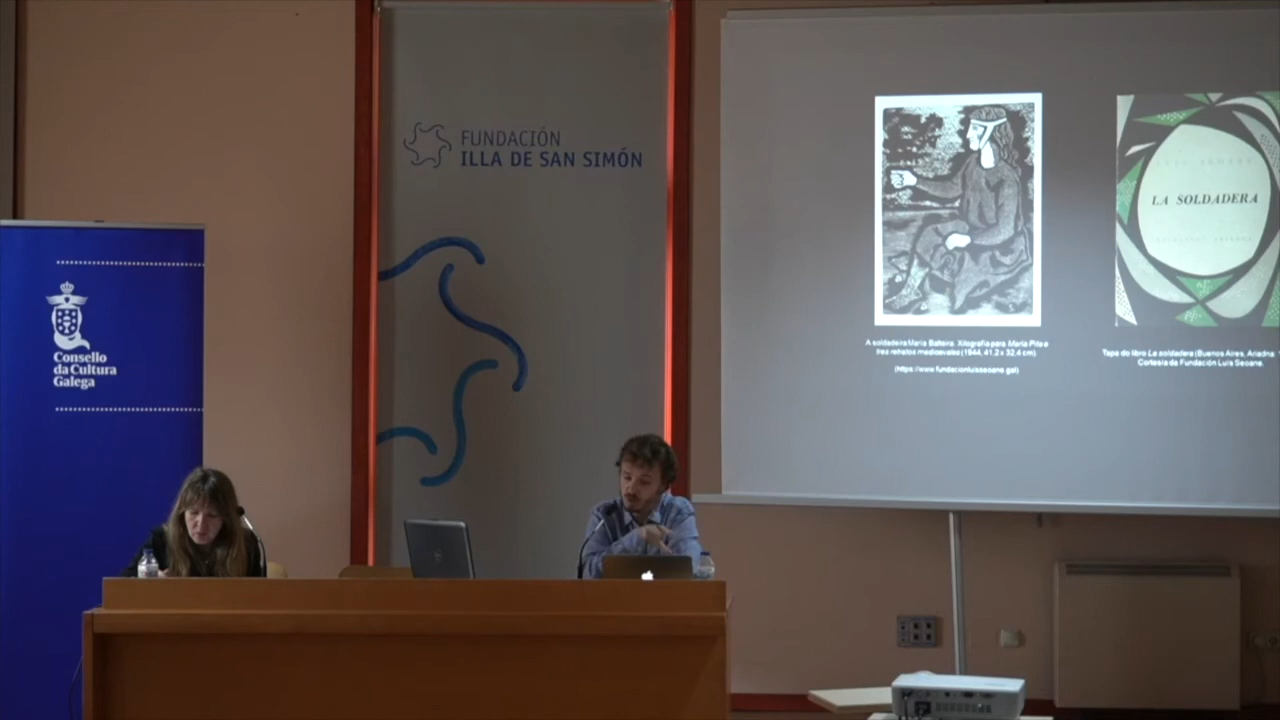 FUNDACIÓN
ILLA DE SAN SIMÓN
Consello
da Cultura
Galega
LA SOLDADERA
A soldadeira María Balteira. Xilografía para María Pita e
tres retratos medioevales (1944, 41,2 x 32,4 cm)
(https://www.fundacionluisseoane.gal)
Tapa do libro La soldadera (Buenos Aires, Ariadna
Cortesía da Fundación Luis Seoane.